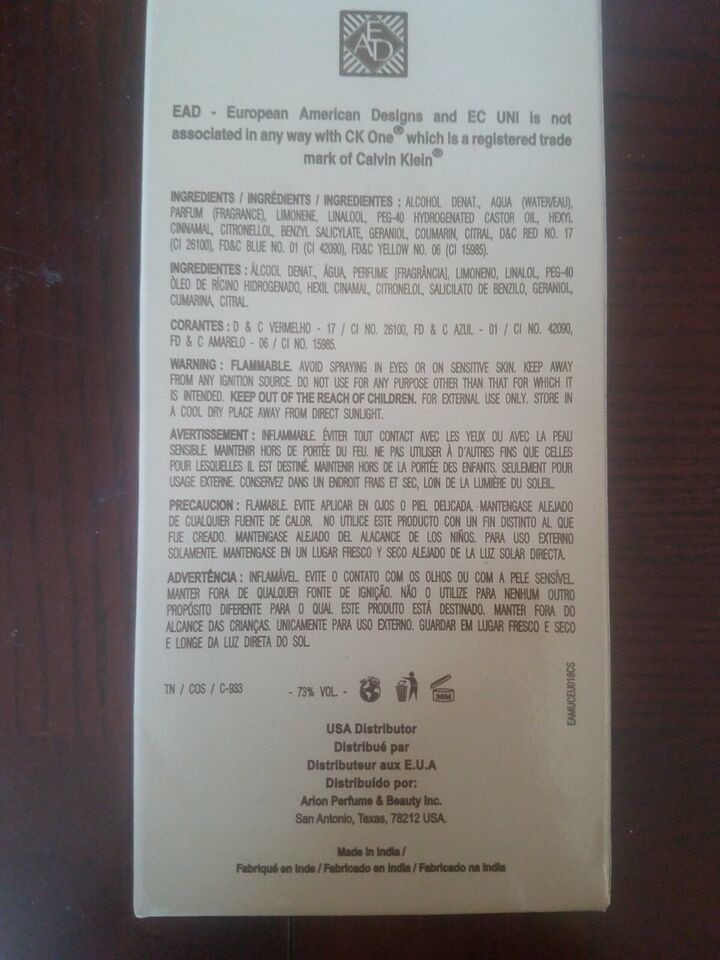 EAD
EAD - European American Designs and EC UNI is not
associated in any way with CK One® which is a registered trade
mark of Calvin Klein®
INGREDIENTS / INGRÉDIENTS / INGREDIENTES : ALCOHOL DENAT., AQUA (WATER/EAU),
PARFUM (FRAGRANCE), LIMONENE, LINALOOL, PEG-40 HYDROGENATED CASTOR OIL, HEXYL
CINNAMAL, CITRONELLOL, BENZYL SALICYLATE, GERANIOL, COUMARIN, CITRAL, D&C RED NO. 17
(CI 26100), FD&C BLUE NO. 01 (CI 42090), FD&C YELLOW NO. 06 (CI 15985).
INGREDIENTES : ÁLCOOL DENAT., ÁGUA, PERFUME [FRAGRÂNCIA], LIMONENO, LINALOL, PEG-40
ÒLEO DE RÍCINO HIDROGENADO, HEXIL CINAMAL, CITRONELOL, SALICILATO DE BENZILO, GERANIOL,
CUMARINA, CITRAL.
CORANTES : D & C VERMELHO - 17 / CI NO. 26100, FD & C AZUL - 01 / CI NO. 42090,
FD & C AMARELO - 06 / CI NO. 15985.
WARNING : FLAMMABLE. AVOID SPRAYING IN EYES OR ON SENSITIVE SKIN. KEEP AWAY
FROM ANY IGNITION SOURCE. DO NOT USE FOR ANY PURPOSE OTHER THAN THAT FOR WHICH IT
IS INTENDED. KEEP OUT OF THE REACH OF CHILDREN. FOR EXTERNAL USE ONLY. STORE IN
A COOL DRY PLACE AWAY FROM DIRECT SUNLIGHT.
AVERTISSEMENT : INFLAMMABLE. ÉVITER TOUT CONTACT AVEC LES YEUX OU AVEC LA PEAU
SENSIBLE. MAINTENIR HORS DE PORTÉE DU FEU. NE PAS UTILISER À D'AUTRES FINS QUE CELLES
POUR LESQUELLES IL EST DESTINÉ. MAINTENIR HORS DE LA PORTÉE DES ENFANTS. SEULEMENT POUR
USAGE EXTERNE. CONSERVEZ DANS UN ENDROIT FRAIS ET SEC, LOIN DE LA LUMIÈRE DU SOLEIL.
PRECAUCION : FLAMABLE. EVITE APLICAR EN OJOS O PIEL DELICADA. MANTENGASE ALEJADO
DE CUALQUIER FUENTE DE CALOR. NO UTILICE ESTE PRODUCTO CON UN FIN DISTINTO AL QUE
FUE CREADO. MANTENGASE ALEJADO DEL ALACANCE DE LOS NIÑOS. PARA USO EXTERNO
SOLAMENTE. MANTENGASE EN UN LUGAR FRESCO Y SECO ALEJADO DE LA LUZ SOLAR DIRECTA.
ADVERTÊNCIA : INFLAMÁVEL. EVITE O CONTATO COM OS OLHOS OU COM A PELE SENSÍVEL.
MANTER FORA DE QUALQUER FONTE DE IGNIÇÃO. NÃO O UTILIZE PARA NENHUM OUTRO
PROPÓSITO DIFERENTE PARA O QUAL ESTE PRODUTO ESTÁ DESTINADO. MANTER FORA DO
ALCANCE DAS CRIANÇAS. UNICAMENTE PARA USO EXTERNO. GUARDAR EM LUGAR FRESCO E SECO
E LONGE DA LUZ DIRETA DO SOL.
TN / COS / C-933
- 73% VOL. -
36M
EAMUCEU018CS
USA Distributor
Distribué par
Distributeur aux E.U.A
Distribuído por:
Arion Perfume & Beauty Inc.
San Antonio, Texas, 78212 USA.
Made in India /
Fabriqué en Inde / Fabricado en India / Fabricado na India